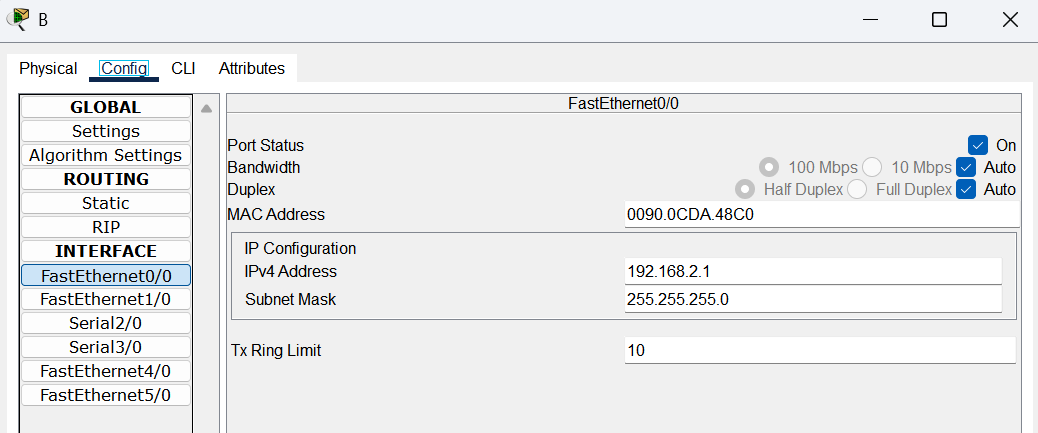 B
Physical Config CLI Attributes
GLOBAL
Settings
Algorithm Settings
ROUTING
Static
RIP
INTERFACE
FastEthernet0/0
FastEthernet1/0
Serial2/0
Serial3/0
FastEthernet4/0
FastEthernet5/0
FastEthernet0/0
Port Status On
Bandwidth 100 Mbps 10 Mbps Auto
Duplex Half Duplex Full Duplex Auto
MAC Address 0090.0CDA.48C0
IP Configuration
IPv4 Address 192.168.2.1
Subnet Mask 255.255.255.0
Tx Ring Limit 10